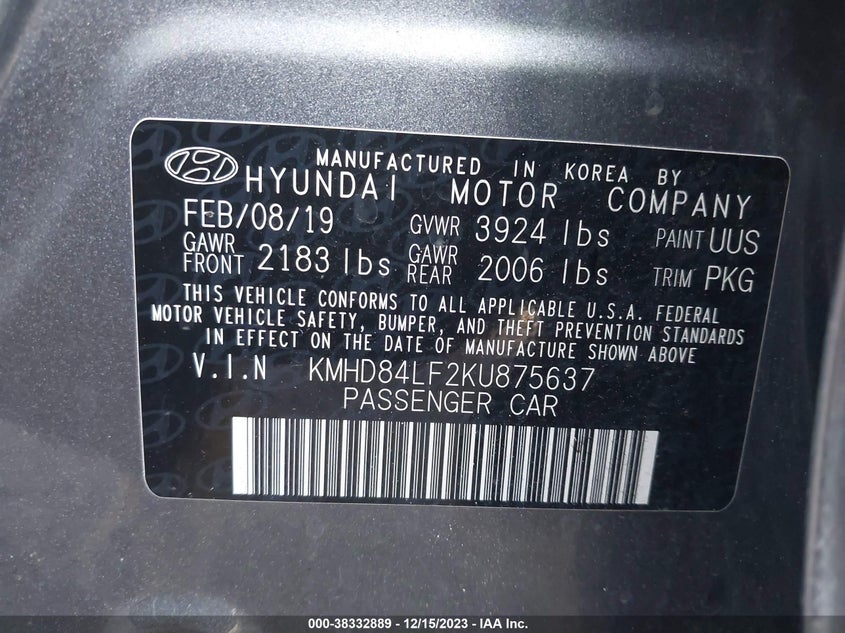 MANUFACTURED IN KOREA BY
HYUNDAI MOTOR COMPANY
FEB/08/19 GVWR 3924 lbs PAINT UUS
GAWR FRONT 2183 lbs GAWR REAR 2006 lbs TRIM PKG
THIS VEHICLE CONFORMS TO ALL APPLICABLE U.S.A. FEDERAL
MOTOR VEHICLE SAFETY, BUMPER, AND THEFT PREVENTION STANDARDS
IN EFFECT ON THE DATE OF MANUFACTURE SHOWN ABOVE
V.I.N KMHD84LF2KU875637
PASSENGER CAR
000-38332889 - 12/15/2023 - IAA Inc.